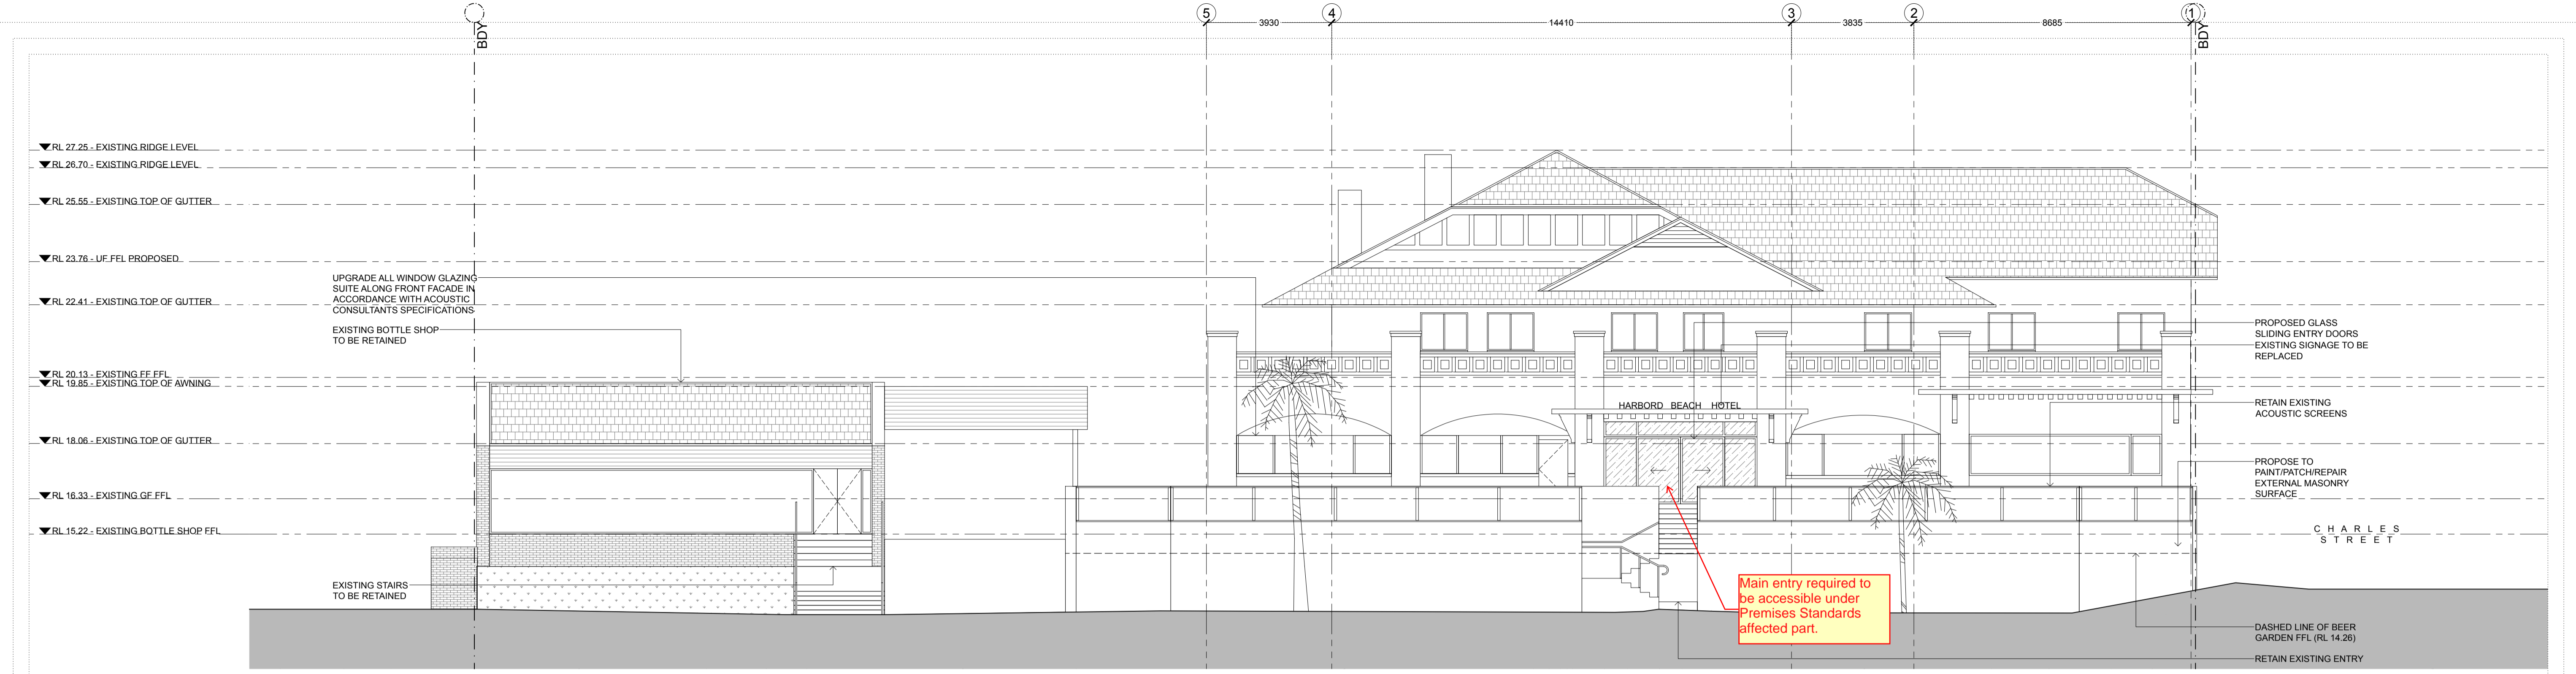 BDY
5
3930
4
14410
3
3835
2
8685
1
BDY
RL 27.25 - EXISTING RIDGE LEVEL
RL 26.70 - EXISTING RIDGE LEVEL
RL 25.55 - EXISTING TOP OF GUTTER
RL 23.76 - UF FFL PROPOSED
RL 22.41 - EXISTING TOP OF GUTTER
RL 20.13 - EXISTING FF FFL
RL 19.85 - EXISTING TOP OF AWNING
RL 18.06 - EXISTING TOP OF GUTTER
RL 16.33 - EXISTING GF FFL
RL 15.22 - EXISTING BOTTLE SHOP FFL
UPGRADE ALL WINDOW GLAZING
SUITE ALONG FRONT FACADE IN
ACCORDANCE WITH ACOUSTIC
CONSULTANTS SPECIFICATIONS
EXISTING BOTTLE SHOP
TO BE RETAINED
EXISTING STAIRS
TO BE RETAINED
HARBORD BEACH HOTEL
Main entry required to
be accessible under
Premises Standards
affected part.
PROPOSED GLASS
SLIDING ENTRY DOORS
EXISTING SIGNAGE TO BE
REPLACED
RETAIN EXISTING
ACOUSTIC SCREENS
PROPOSE TO
PAINT/PATCH/REPAIR
EXTERNAL MASONRY
SURFACE
CHARLES
STREET
DASHED LINE OF BEER
GARDEN FFL (RL 14.26)
RETAIN EXISTING ENTRY